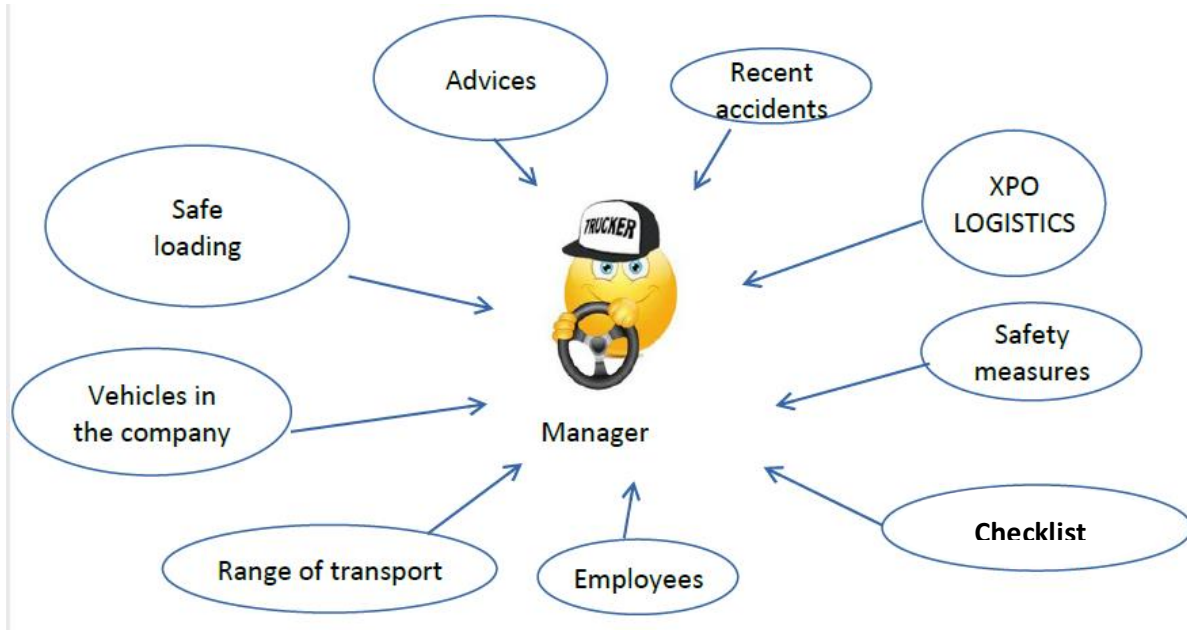 Advices
Recent
accidents
Safe
loading
XPO
LOGISTICS
TRUCKER
Safety
measures
Vehicles in
the company
Manager
Checklist
Range of transport
Employees